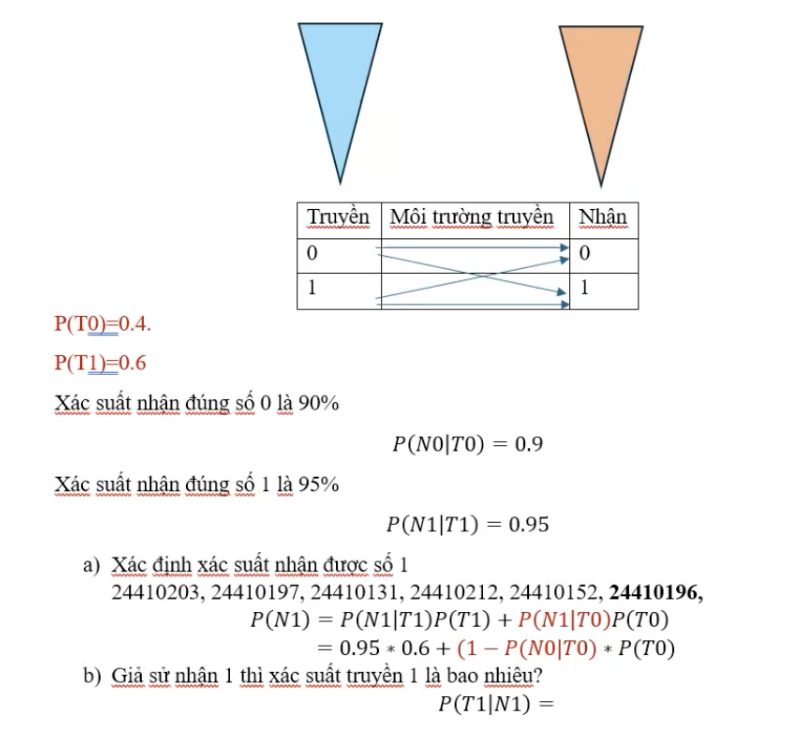 Truyền Môi trường truyền Nhận
0 0
1 1
P(T0)=0.4.
P(T1)=0.6
Xác suất nhận đúng số 0 là 90%
P(N0|T0) = 0.9
Xác suất nhận đúng số 1 là 95%
P(N1|T1) = 0.95
a) Xác định xác suất nhận được số 1
24410203, 24410197, 24410131, 24410212, 24410152, 24410196,
P(N1) = P(N1|T1)P(T1) + P(N1|T0)P(T0)
= 0.95 * 0.6 + (1 − P(N0|T0) * P(T0)
b) Giả sử nhận 1 thì xác suất truyền 1 là bao nhiêu?
P(T1|N1) =